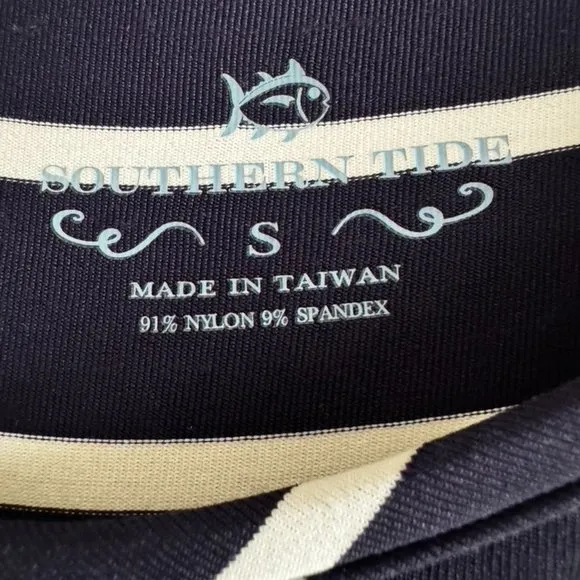 SOUTHERN TIDE
S
MADE IN TAIWAN
91% NYLON 9% SPANDEX